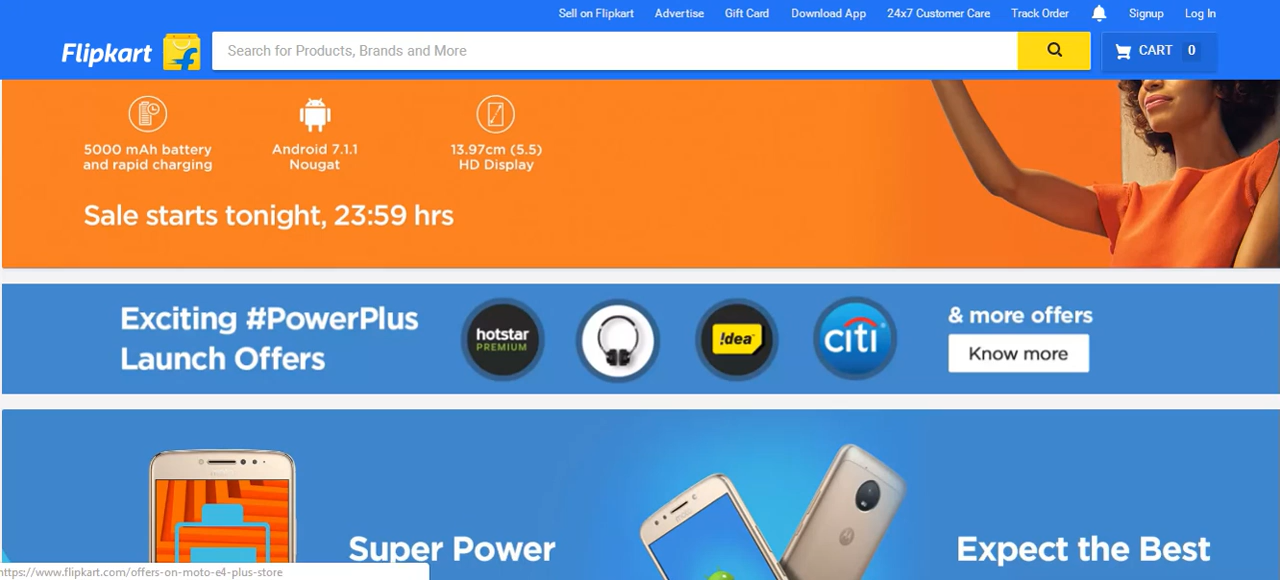 Sell on Flipkart Advertise Gift Card Download App 24x7 Customer Care Track Order Signup Log In
Flipkart Search for Products, Brands and More CART 0
5000 mAh battery
and rapid charging
Android 7.1.1
Nougat
13.97cm (5.5)
HD Display
Sale starts tonight, 23:59 hrs
Exciting #PowerPlus
Launch Offers
hotstar
PREMIUM
!dea
citi
& more offers
Know more
Super Power
Expect the Best
https://www.flipkart.com/offers-on-moto-e4-plus-store